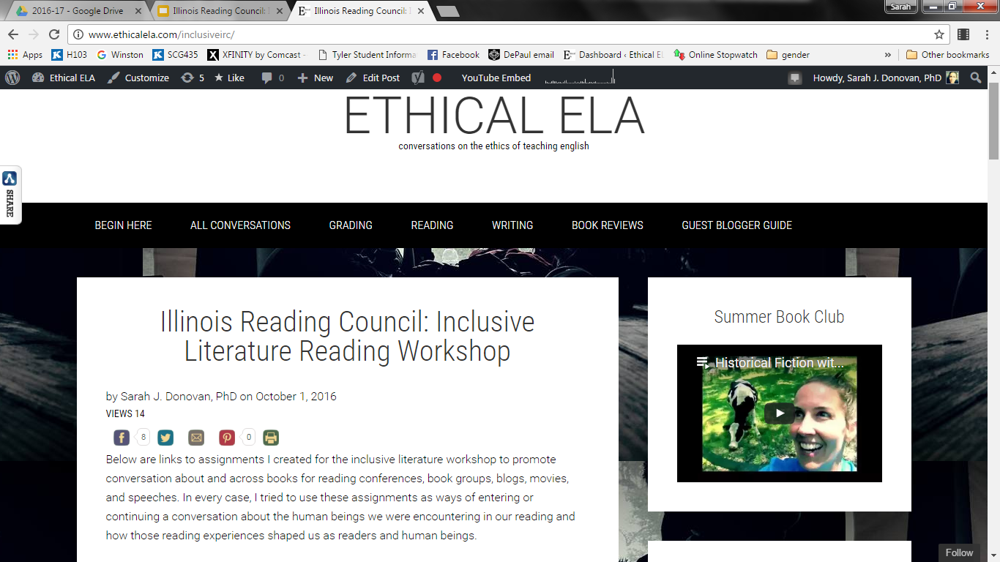 2016-17 - Google Drive
Illinois Reading Council: I
Illinois Reading Council: I
Sarah
www.ethicalela.com/inclusiveirc/
Apps
H103
Winston
SCG435
XFINITY by Comcast -
Tyler Student Informa
Facebook
DePaul email
Dashboard ‹ Ethical EL
Online Stopwatch
gender
»
Other bookmarks
Ethical ELA
Customize
5
Like
0
New
Edit Post
YouTube Embed
Howdy, Sarah J. Donovan, PhD
ETHICAL ELA
conversations on the ethics of teaching english
SHARE
BEGIN HERE
ALL CONVERSATIONS
GRADING
READING
WRITING
BOOK REVIEWS
GUEST BLOGGER GUIDE
Illinois Reading Council: Inclusive
Literature Reading Workshop
by Sarah J. Donovan, PhD on October 1, 2016
VIEWS 14
8
0
Below are links to assignments I created for the inclusive literature workshop to promote
conversation about and across books for reading conferences, book groups, blogs, movies,
and speeches. In every case, I tried to use these assignments as ways of entering or
continuing a conversation about the human beings we were encountering in our reading and
how those reading experiences shaped us as readers and human beings.
Summer Book Club
Historical Fiction wit...
Follow